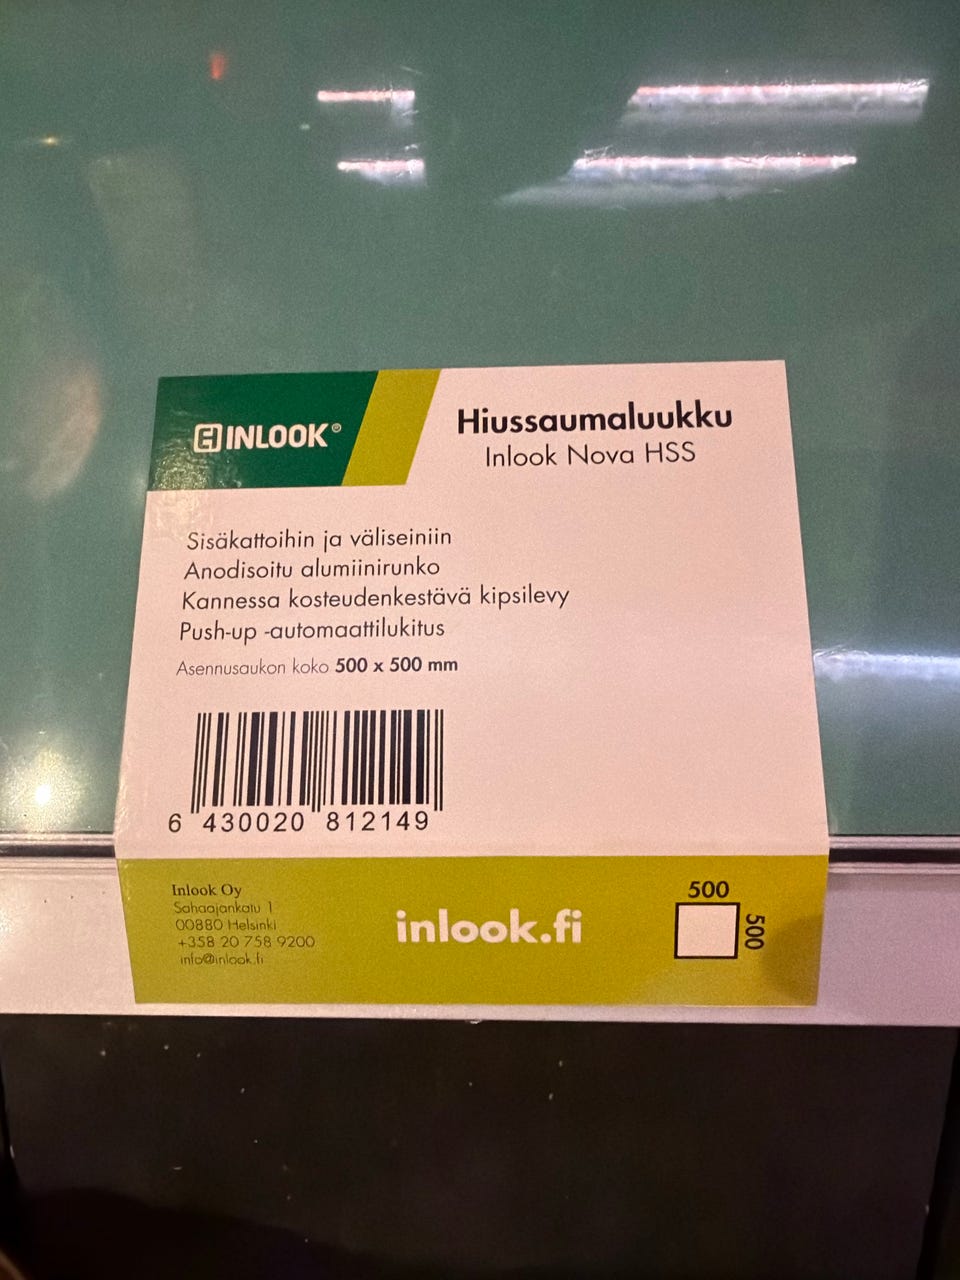 INLOOK®
Hiussaumaluukku
Inlook Nova HSS
Sisäkattoihin ja väliseiniin
Anodisoitu alumiinirunko
Kannessa kosteudenkestävä kipsilevy
Push-up -automaattilukitus
Asennusaukon koko 500 x 500 mm
6 430020 812149
Inlook Oy
Sahaajankatu 1
00880 Helsinki
+358 20 758 9200
info@inlook.fi
inlook.fi
500
500